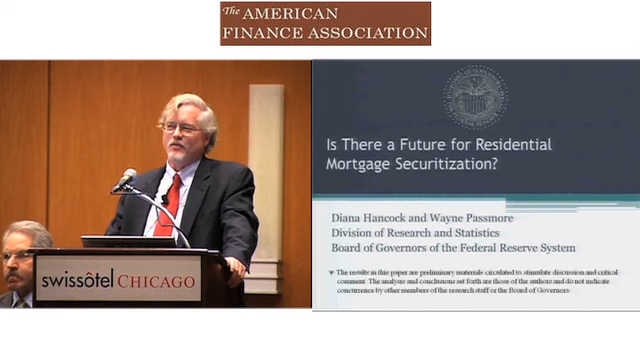 The AMERICAN
FINANCE ASSOCIATION
swissôtel CHICAGO
Is There a Future for Residential
Mortgage Securitization?
Diana Hancock and Wayne Passmore
Division of Research and Statistics
Board of Governors of the Federal Reserve System
The results in this paper are preliminary materials circulated to stimulate discussion and critical
comment. The analysis and conclusions set forth are those of the authors and do not indicate
concurrence by other members of the research staff or the Board of Governors.